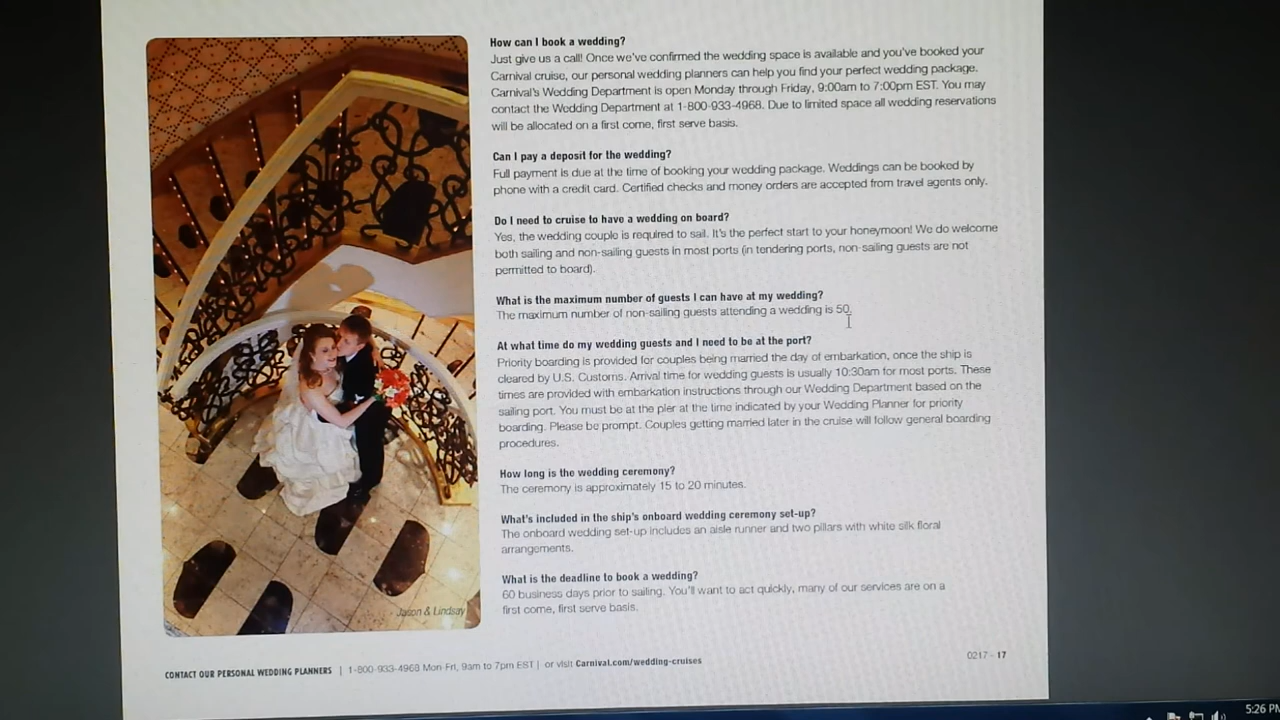 How can I book a wedding?
Just give us a call! Once we've confirmed the wedding space is available and you've booked your
Carnival cruise, our personal wedding planners can help you find your perfect wedding package.
Carnival's Wedding Department is open Monday through Friday, 9:00am to 7:00pm EST. You may
contact the Wedding Department at 1-800-933-4968. Due to limited space all wedding reservations
will be allocated on a first come, first serve basis.
Can I pay a deposit for the wedding?
Full payment is due at the time of booking your wedding package. Weddings can be booked by
phone with a credit card. Certified checks and money orders are accepted from travel agents only.
Do I need to cruise to have a wedding on board?
Yes, the wedding couple is required to sail. It's the perfect start to your honeymoon! We do welcome
both sailing and non-sailing guests in most ports (in tendering ports, non-sailing guests are not
permitted to board).
What is the maximum number of guests I can have at my wedding?
The maximum number of non-sailing guests attending a wedding is 50.
At what time do my wedding guests and I need to be at the port?
Priority boarding is provided for couples being married the day of embarkation, once the ship is
cleared by U.S. Customs. Arrival time for wedding guests is usually 10:30am for most ports. These
times are provided with embarkation instructions through our Wedding Department based on the
sailing port. You must be at the pier at the time indicated by your Wedding Planner for priority
boarding. Please be prompt. Couples getting married later in the cruise will follow general boarding
procedures.
How long is the wedding ceremony?
The ceremony is approximately 15 to 20 minutes.
What's included in the ship's onboard wedding ceremony set-up?
The onboard wedding set-up includes an aisle runner and two pillars with white silk floral
arrangements.
What is the deadline to book a wedding?
60 business days prior to sailing. You'll want to act quickly, many of our services are on a
first come, first serve basis.
Jason & Lindsay
CONTACT OUR PERSONAL WEDDING PLANNERS | 1-800-933-4968 Mon-Fri, 9am to 7pm EST | or visit Carnival.com/wedding-cruises
0217 - 17
5:26 PM